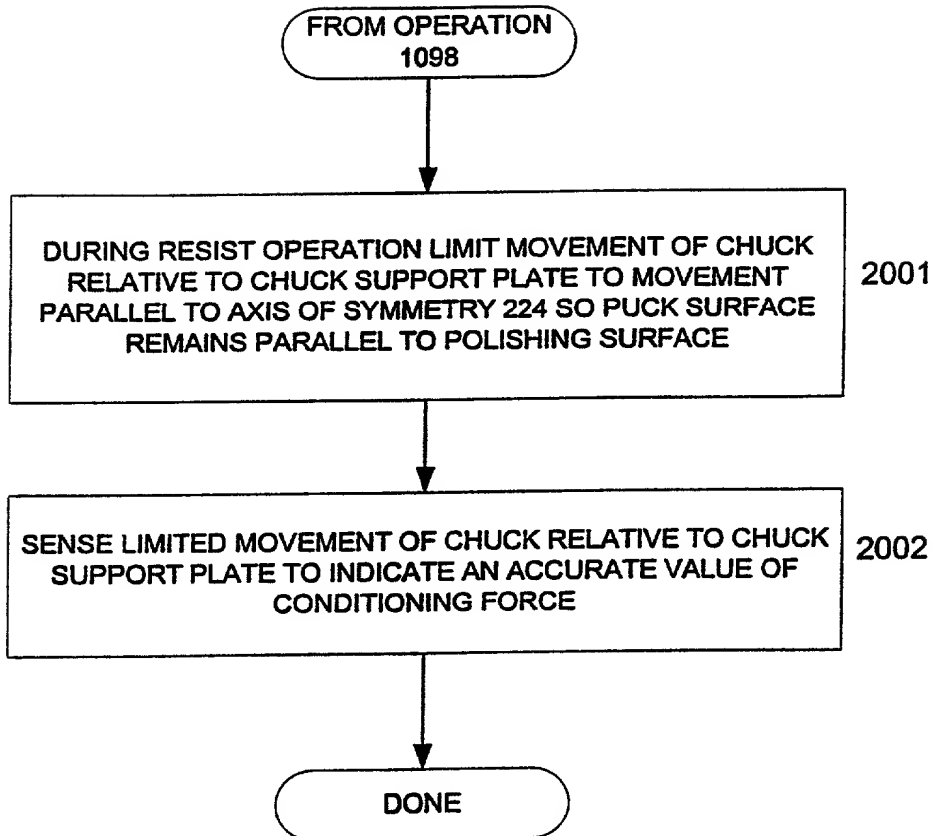 FROM OPERATION
1098
DURING RESIST OPERATION LIMIT MOVEMENT OF CHUCK
RELATIVE TO CHUCK SUPPORT PLATE TO MOVEMENT
PARALLEL TO AXIS OF SYMMETRY 224 SO PUCK SURFACE
REMAINS PARALLEL TO POLISHING SURFACE
2001
SENSE LIMITED MOVEMENT OF CHUCK RELATIVE TO CHUCK
SUPPORT PLATE TO INDICATE AN ACCURATE VALUE OF
CONDITIONING FORCE
2002
DONE